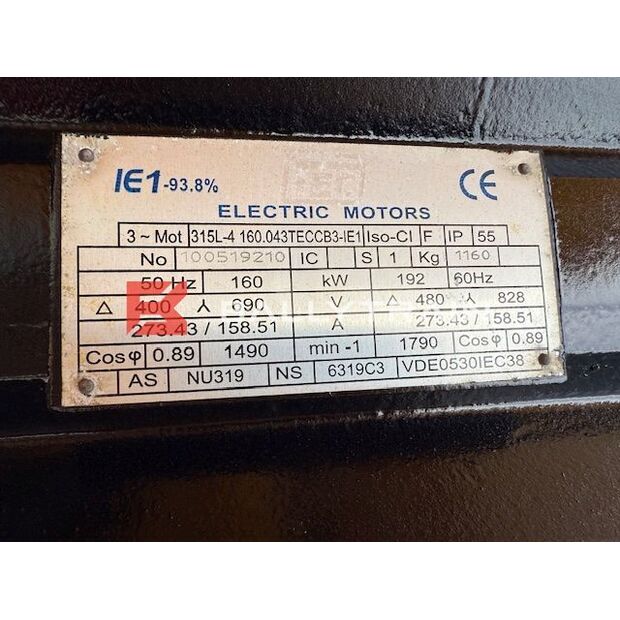 IE1-93.8%
CE
ELECTRIC MOTORS
3 ~ Mot 315L-4 160.043TECCB3-IE1 Iso-Cl F IP 55
No 100519210 IC S 1 Kg 1160
50 Hz 160 kW 192 60Hz
△ 400 ⅄ 690 V △ 480 ⅄ 828
273.43 / 158.51 A 273.43 / 158.51
Cosφ 0.89 1490 min -1 1790 Cosφ 0.89
AS NU319 NS 6319C3 VDE0530IEC38